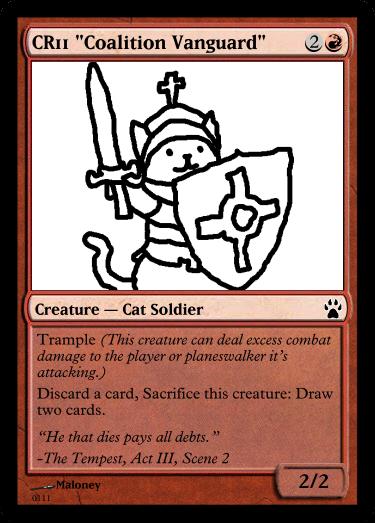 CR11 "Coalition Vanguard" 2
Creature — Cat Soldier
Trample (This creature can deal excess combat
damage to the player or planeswalker it's
attacking.)
Discard a card, Sacrifice this creature: Draw
two cards.
"He that dies pays all debts."
-The Tempest, Act III, Scene 2
2/2
Maloney
0111